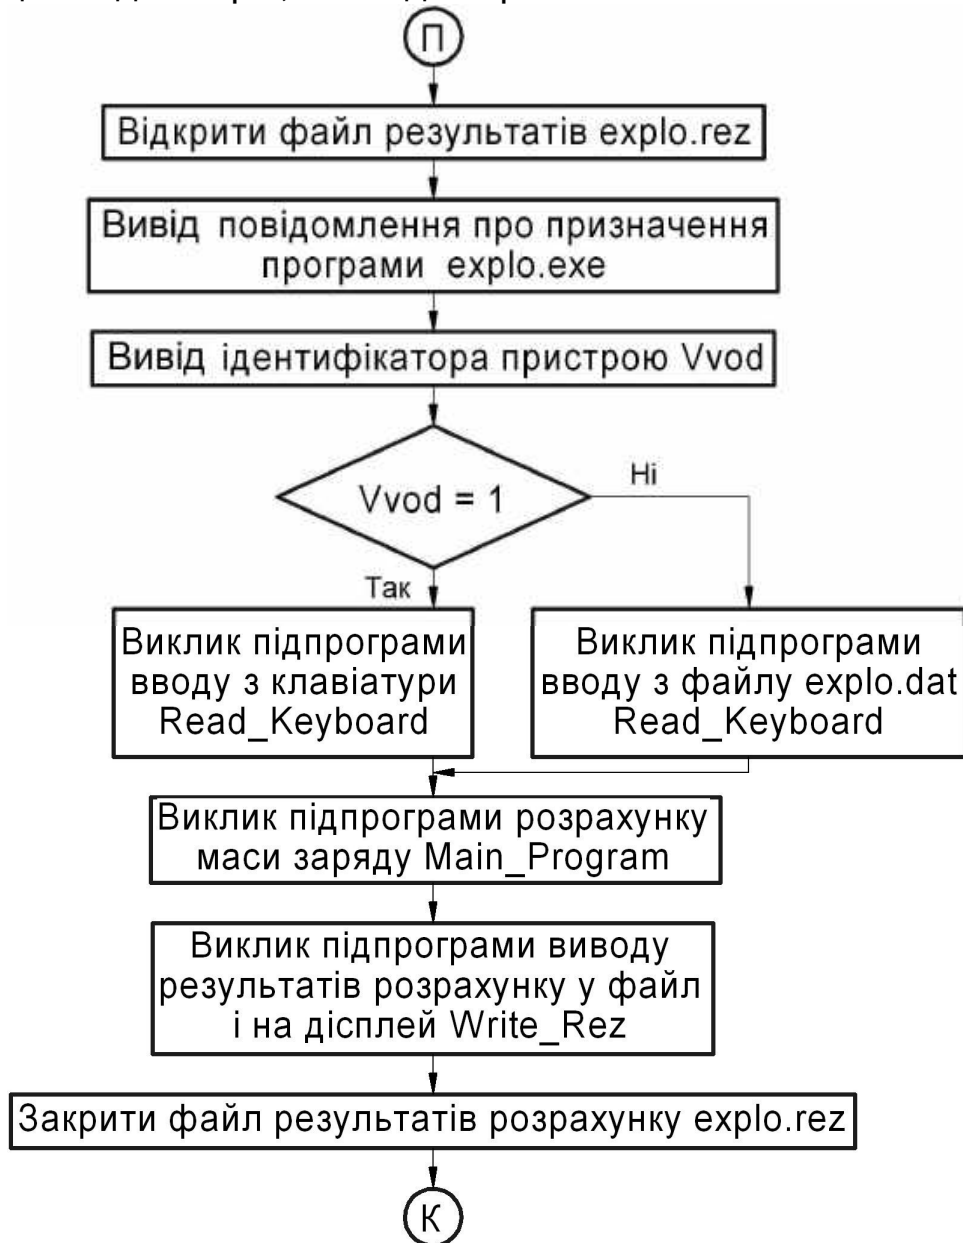 П
Відкрити файл результатів explo.rez
Вивід повідомлення про призначення
програми explo.exe
Вивід ідентифікатора пристрою Vvod
Vvod = 1
Ні
Так
Виклик підпрограми
вводу з клавіатури
Read_Keyboard
Виклик підпрограми
вводу з файлу explo.dat
Read_Keyboard
Виклик підпрограми розрахунку
маси заряду Main_Program
Виклик підпрограми виводу
результатів розрахунку у файл
і на дісплей Write_Rez
Закрити файл результатів розрахунку explo.rez
К